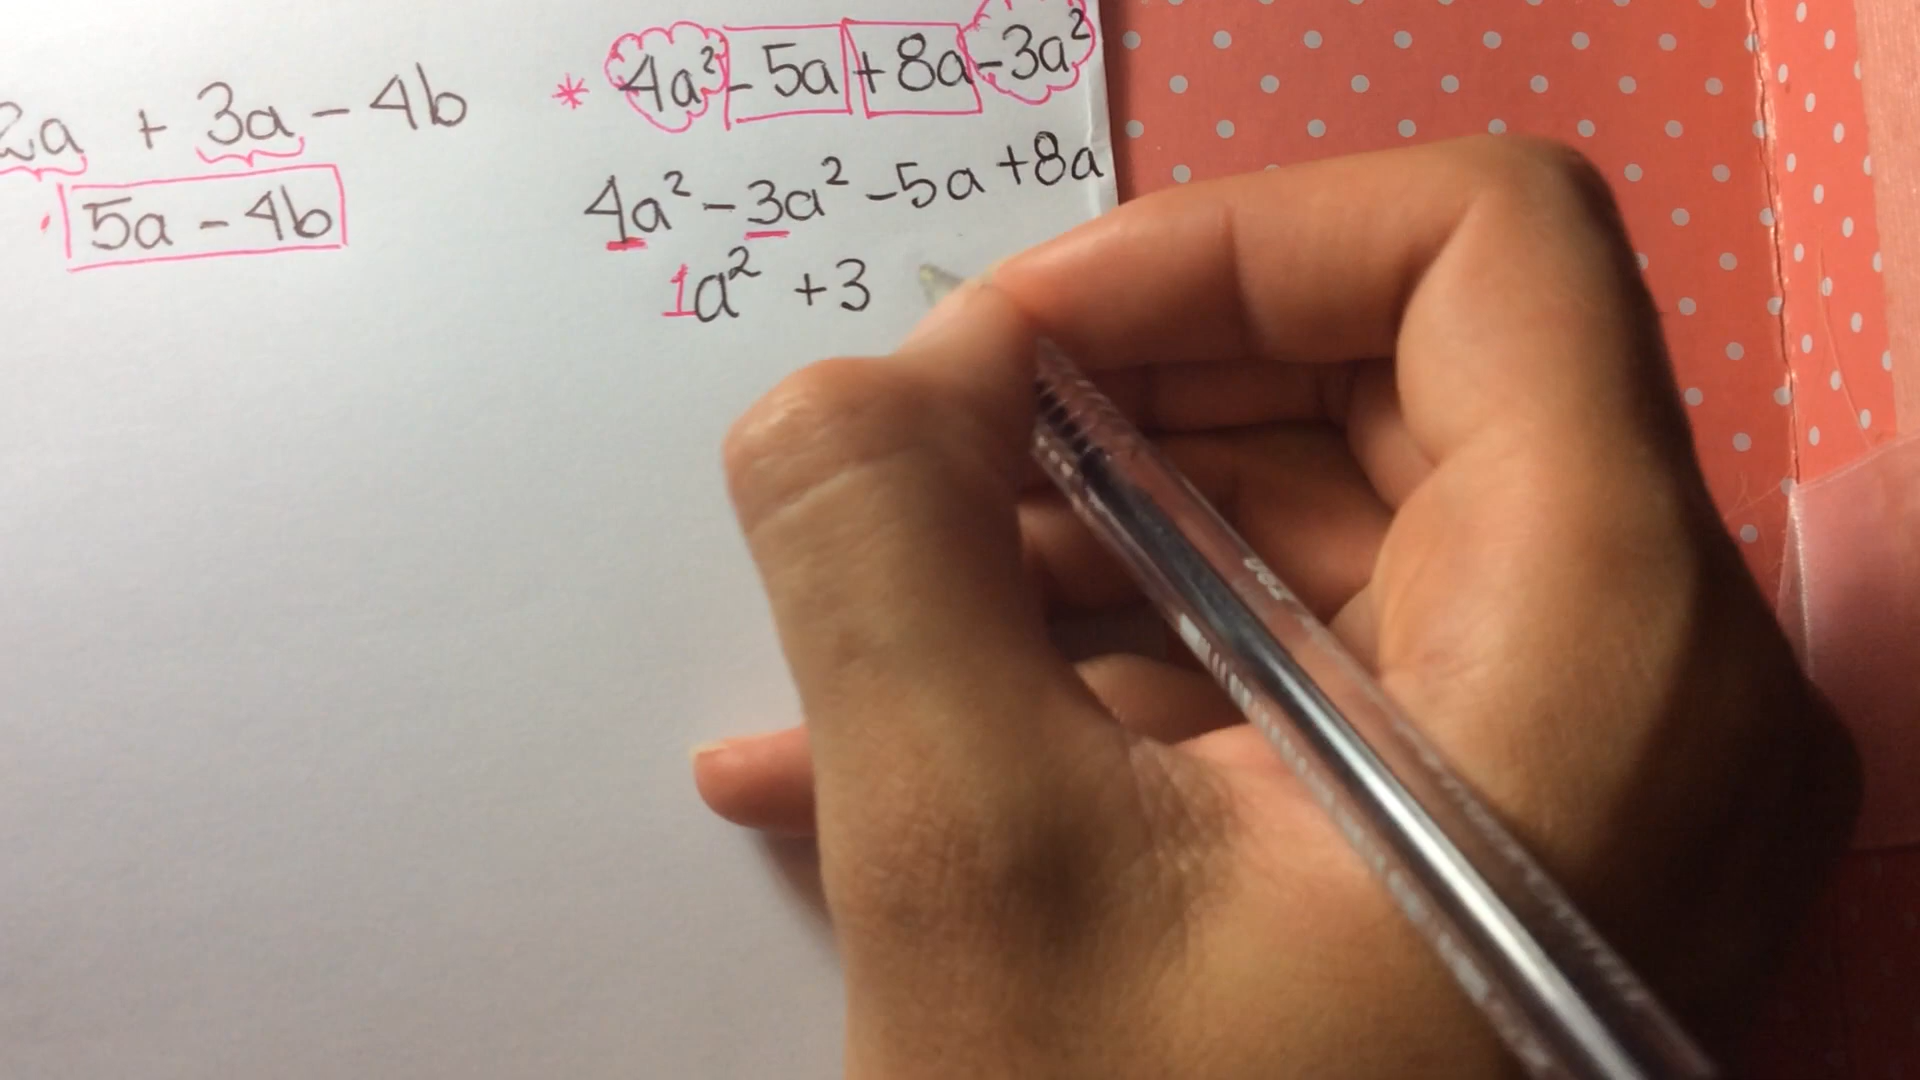 2a + 3a - 4b
5a - 4b
* 4a² - 5a + 8a - 3a²
4a² - 3a² - 5a + 8a
1a² + 3